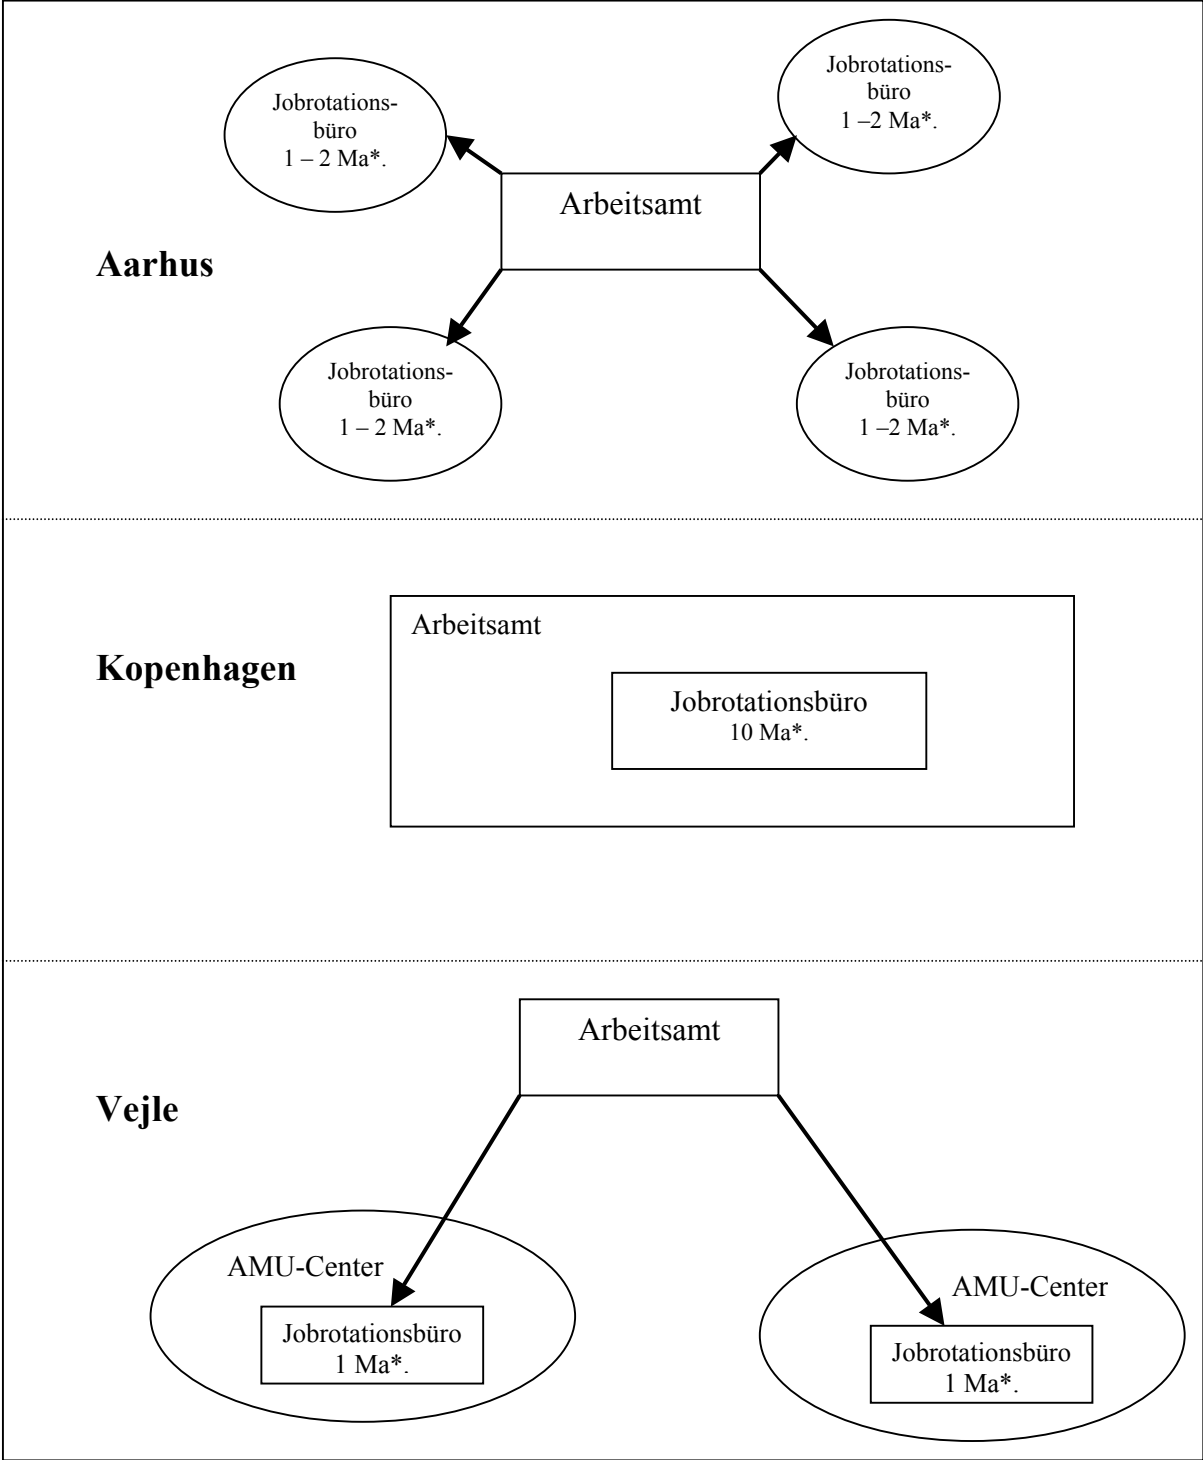 Jobrotations-
büro
1 – 2 Ma*.
Jobrotations-
büro
1 –2 Ma*.
Arbeitsamt
Aarhus
Jobrotations-
büro
1 – 2 Ma*.
Jobrotations-
büro
1 –2 Ma*.
Arbeitsamt
Kopenhagen
Jobrotationsbüro
10 Ma*.
Arbeitsamt
Vejle
AMU-Center
Jobrotationsbüro
1 Ma*.
AMU-Center
Jobrotationsbüro
1 Ma*.